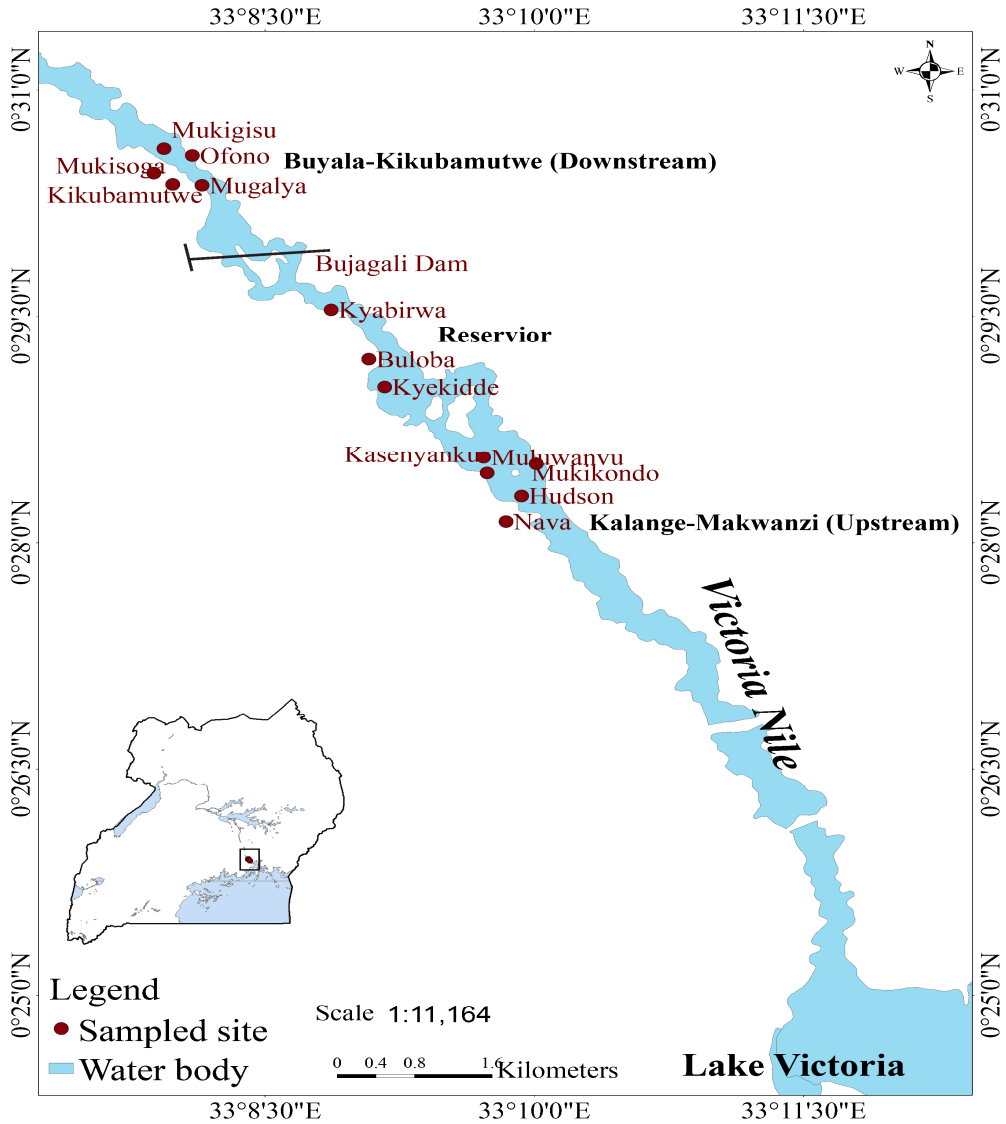 33°8'30"E 33°10'0"E 33°11'30"E
0°31'0"N 0°31'0"N
N
W E
S
Mukigisu
Ofono
Buyala-Kikubamutwe (Downstream)
Mukisoga
Kikubamutwe
Mugalya
Bujagali Dam
0°29'30"N 0°29'30"N
Kyabirwa
Reservior
Buloba
Kyekidde
Kasenyanku
Muluwanvu
Mukikondo
Hudson
Nava
Kalange-Makwanzi (Upstream)
0°28'0"N 0°28'0"N
Victoria Nile
0°26'30"N 0°26'30"N
0°25'0"N 0°25'0"N
Legend
Sampled site
Water body
Scale 1:11,164
0 0.4 0.8 1.6
Kilometers
Lake Victoria
33°8'30"E 33°10'0"E 33°11'30"E